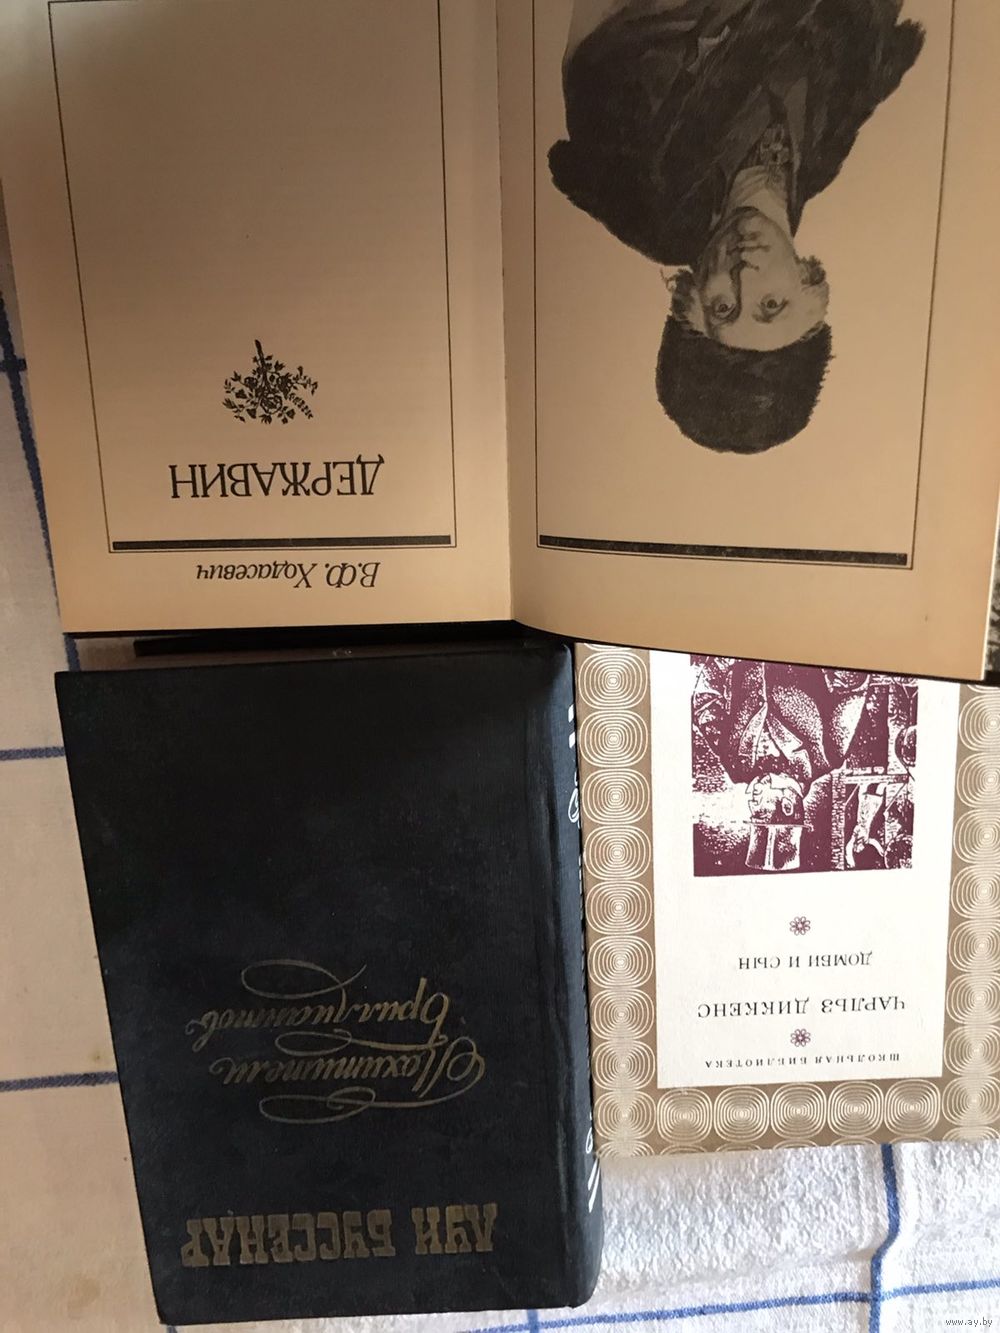 В.Ф. Ходасевич
ДЕРЖАВИН
ЛУИ БУССЕНАР
Похитители
бриллиантов
ШКОЛЬНАЯ БИБЛИОТЕКА
ЧАРЛЬЗ ДИККЕНС
ДОМБИ И СЫН
www.ay.by